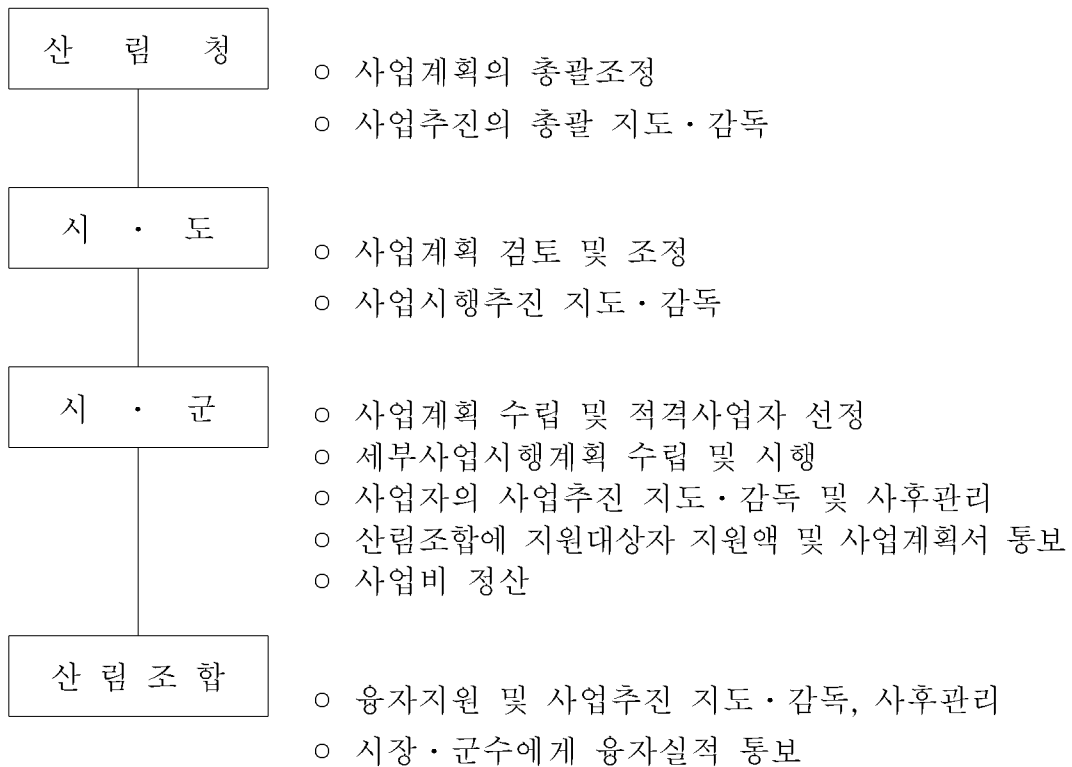 산 림 청
ㅇ 사업계획의 총괄조정
ㅇ 사업추진의 총괄 지도·감독
시 · 도
ㅇ 사업계획 검토 및 조정
ㅇ 사업시행추진 지도·감독
시 · 군
ㅇ 사업계획 수립 및 적격사업자 선정
ㅇ 세부사업시행계획 수립 및 시행
ㅇ 사업자의 사업추진 지도·감독 및 사후관리
ㅇ 산림조합에 지원대상자 지원액 및 사업계획서 통보
ㅇ 사업비 정산
산 림 조 합
ㅇ 융자지원 및 사업추진 지도·감독, 사후관리
ㅇ 시장·군수에게 융자실적 통보